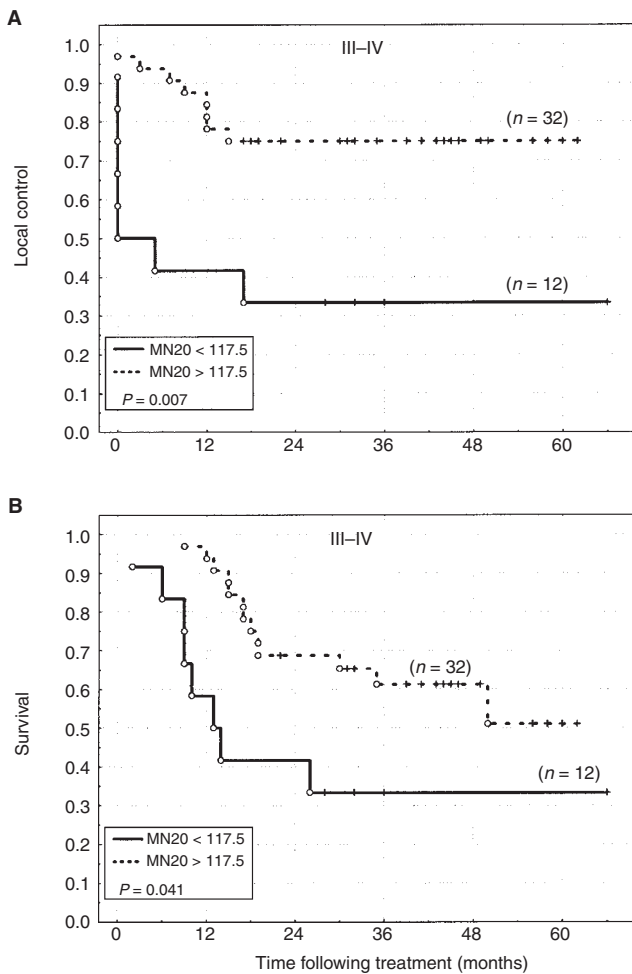 A
III–IV
1.0
0.9
0.8
0.7
0.6
0.5
0.4
0.3
0.2
0.1
0.0
Local control
(n = 32)
(n = 12)
MN20 < 117.5
MN20 > 117.5
P = 0.007
0 12 24 36 48 60
B
III–IV
1.0
0.9
0.8
0.7
0.6
0.5
0.4
0.3
0.2
0.1
0.0
Survival
(n = 32)
(n = 12)
MN20 < 117.5
MN20 > 117.5
P = 0.041
0 12 24 36 48 60
Time following treatment (months)